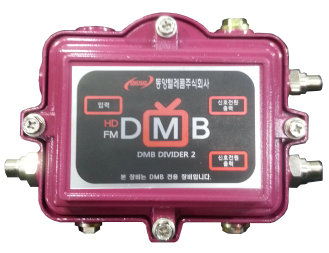 동양텔레콤주식회사
입력
신호전원
출력
HD
FM
DMB
신호전원
출력
DMB DIVIDER 2
본 장비는 DMB 전용 장비입니다.